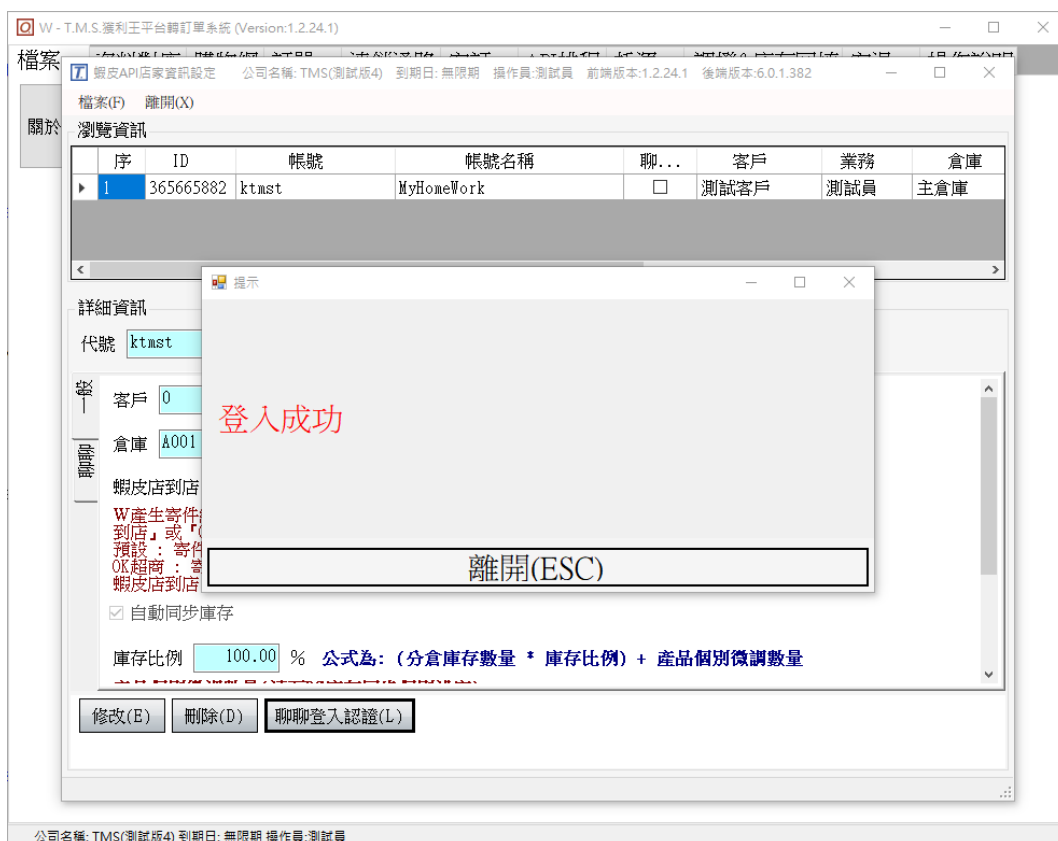 W - T.M.S.獲利王平台轉訂單系統 (Version:1.2.24.1)
檔案
關於
蝦皮API店家資訊設定 公司名稱: TMS(測試版4) 到期日: 無限期 操作員:測試員 前端版本:1.2.24.1 後端版本:6.0.1.382
檔案(F) 離開(X)
瀏覽資訊
序 ID 帳號 帳號名稱 聊... 客戶 業務 倉庫
1 365665882 ktmst MyHomeWork 測試客戶 測試員 主倉庫
提示
登入成功
離開(ESC)
詳細資訊
代號 ktmst
客戶 0
倉庫 A001
蝦皮店到店
W產生寄件
到店」或「
預設 : 寄件
OK超商 : 寄
蝦皮店到店
自動同步庫存
庫存比例 100.00 % 公式為: (分倉庫存數量 * 庫存比例) + 產品個別微調數量
修改(E) 刪除(D) 聊聊登入認證(L)
公司名稱: TMS(測試版4) 到期日: 無限期 操作員:測試員